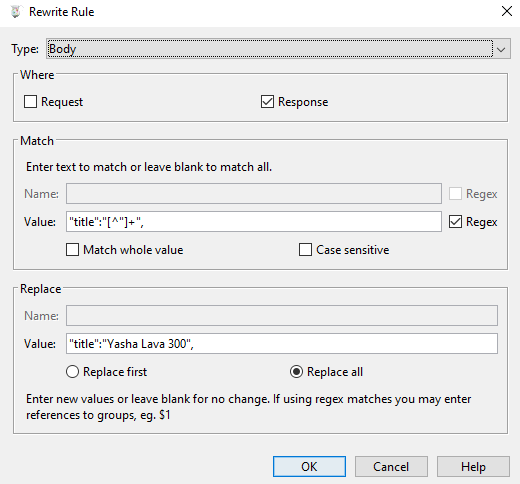 Rewrite Rule
Type: Body
Where
Request Response
Match
Enter text to match or leave blank to match all.
Name: Regex
Value: "title":"[^"]+", Regex
Match whole value Case sensitive
Replace
Name:
Value: "title":"Yasha Lava 300",
Replace first Replace all
Enter new values or leave blank for no change. If using regex matches you may enter
references to groups, eg. $1
OK Cancel Help